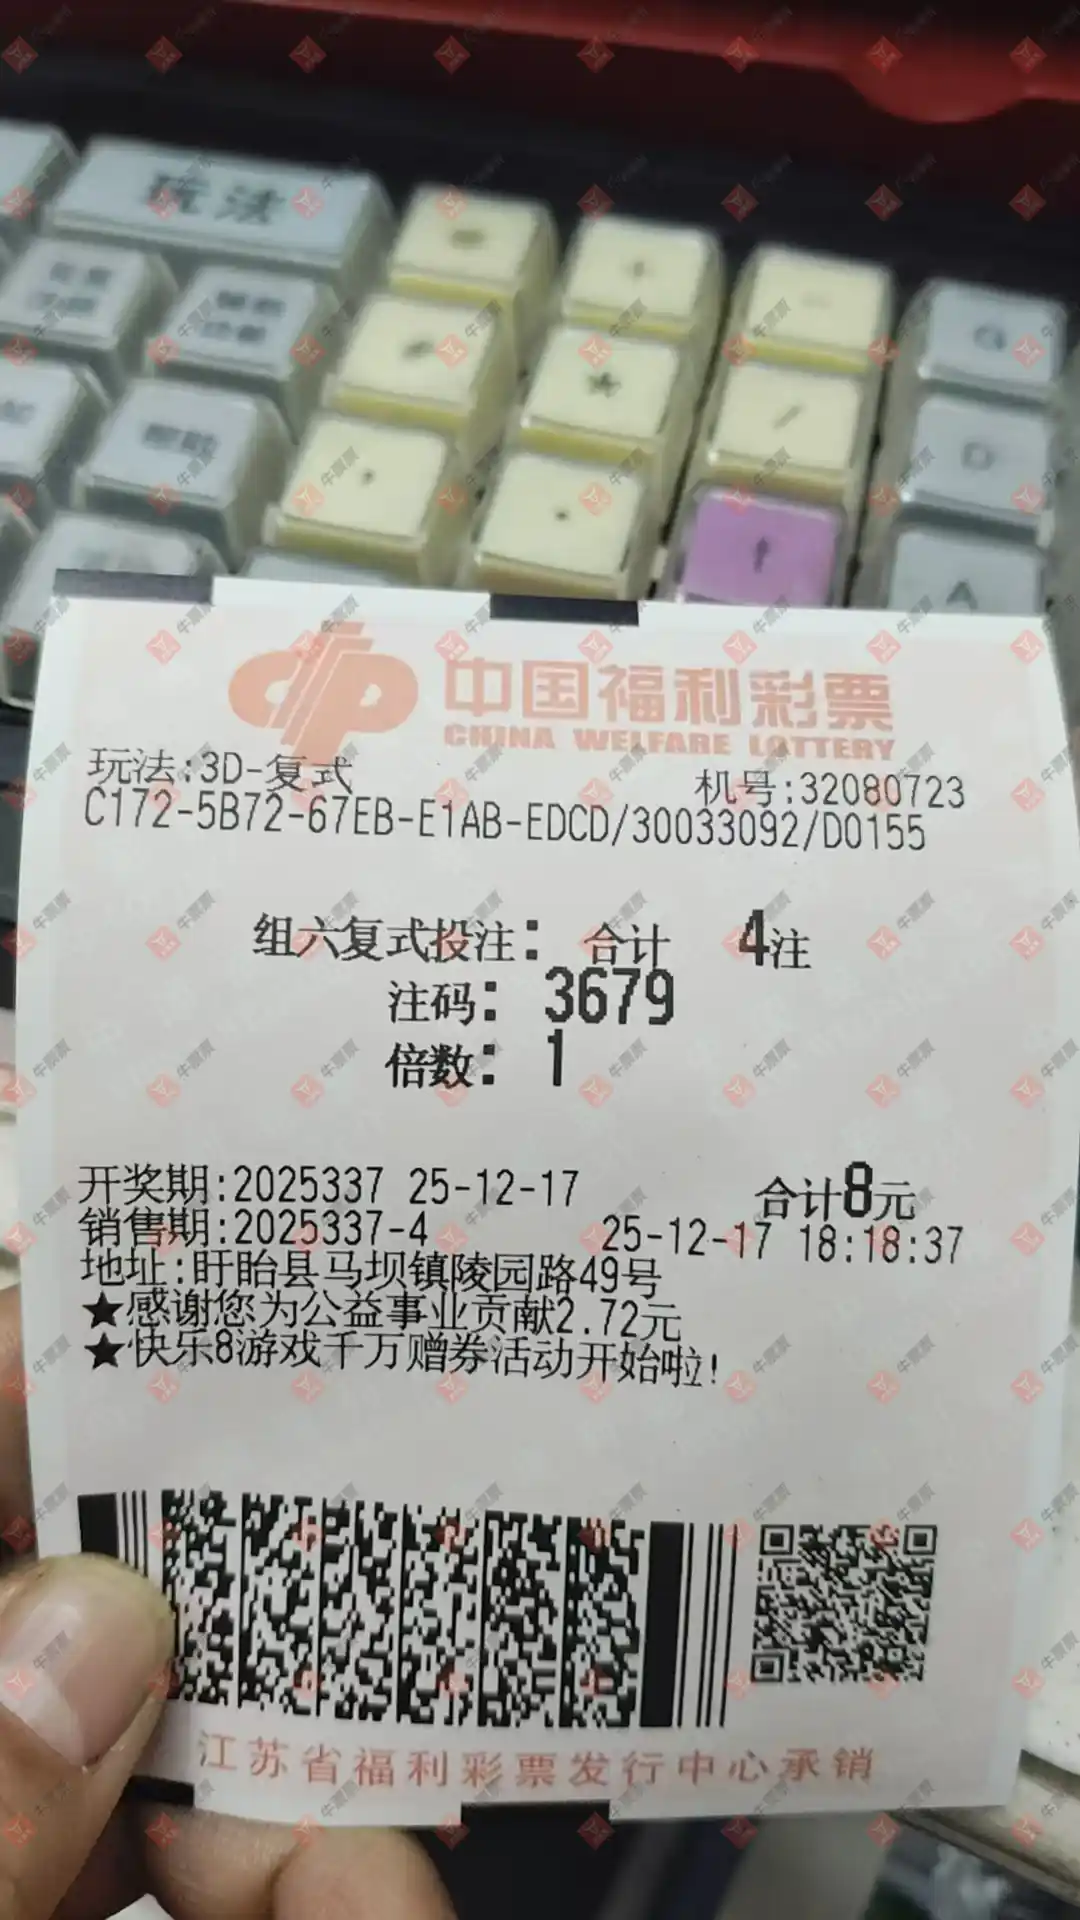 玩法
G
D
A
中国福利彩票
CHINA WELFARE LOTTERY
玩法:3D-复式
机号:32080723
C172-5B72-67EB-E1AB-EDCD/30033092/D0155
组六复式投注: 合计 4注
注码: 3679
倍数: 1
开奖期:2025337 25-12-17 合计8元
销售期:2025337-4 25-12-17 18:18:37
地址:盱眙县马坝镇陵园路49号
★感谢您为公益事业贡献2.72元
★快乐8游戏千万赠券活动开始啦!
江苏省福利彩票发行中心承销
牛票票